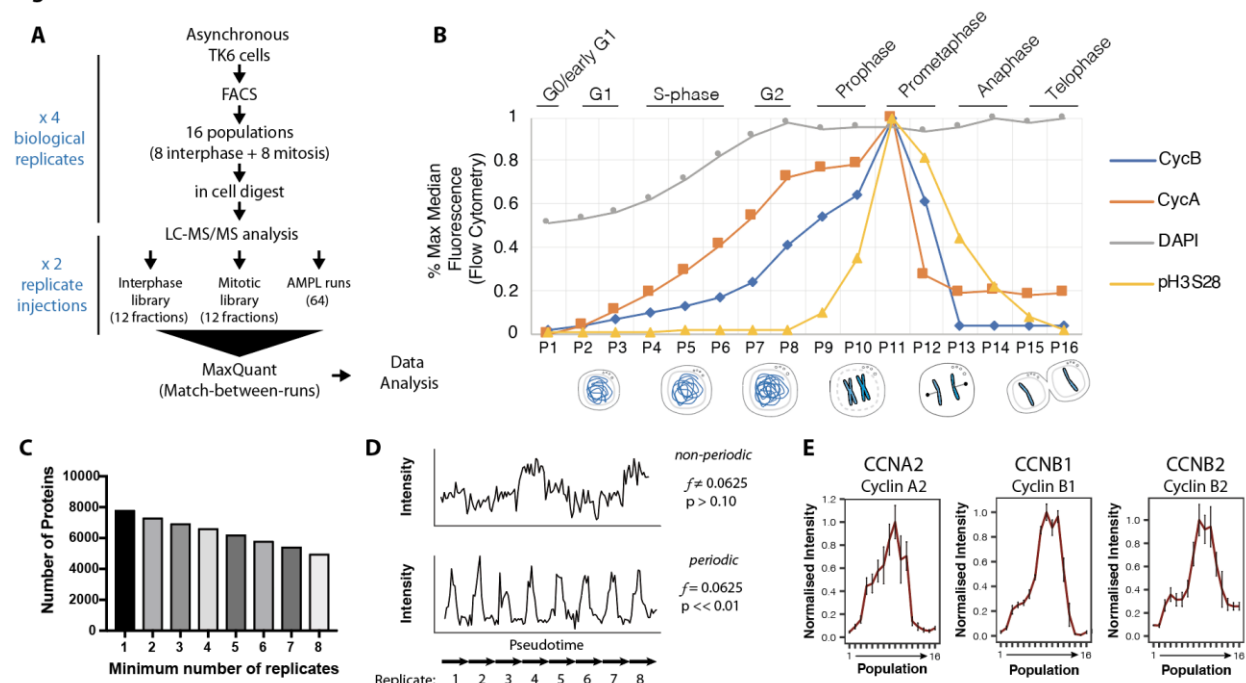 A
Asynchronous
TK6 cells
FACS
16 populations
(8 interphase + 8 mitosis)
in cell digest
LC-MS/MS analysis
x 4
biological
replicates
x 2
replicate
injections
Interphase
library
(12 fractions)
Mitotic
library
(12 fractions)
AMPL runs
(64)
MaxQuant
(Match-between-runs)
Data
Analysis
B
G0/early G1
G1
S-phase
G2
Prophase
Prometaphase
Anaphase
Telophase
% Max Median
Fluorescence
(Flow Cytometry)
1
0.8
0.6
0.4
0.2
0
P1 P2 P3 P4 P5 P6 P7 P8 P9 P10 P11 P12 P13 P14 P15 P16
CycB
CycA
DAPI
pH3S28
C
Number of Proteins
10000
8000
6000
4000
2000
0
1 2 3 4 5 6 7 8
Minimum number of replicates
D
Intensity
non-periodic
f ≠ 0.0625
p > 0.10
Intensity
periodic
f = 0.0625
p << 0.01
Pseudotime
Replicate: 1 2 3 4 5 6 7 8
E
CCNA2
Cyclin A2
Normalised Intensity
1.2
1.0
0.8
0.6
0.4
0.2
0.0
1 16
Population
CCNB1
Cyclin B1
Normalised Intensity
1.0
0.8
0.6
0.4
0.2
0.0
1 16
Population
CCNB2
Cyclin B2
Normalised Intensity
1.0
0.8
0.6
0.4
0.2
0.0
1 16
Population